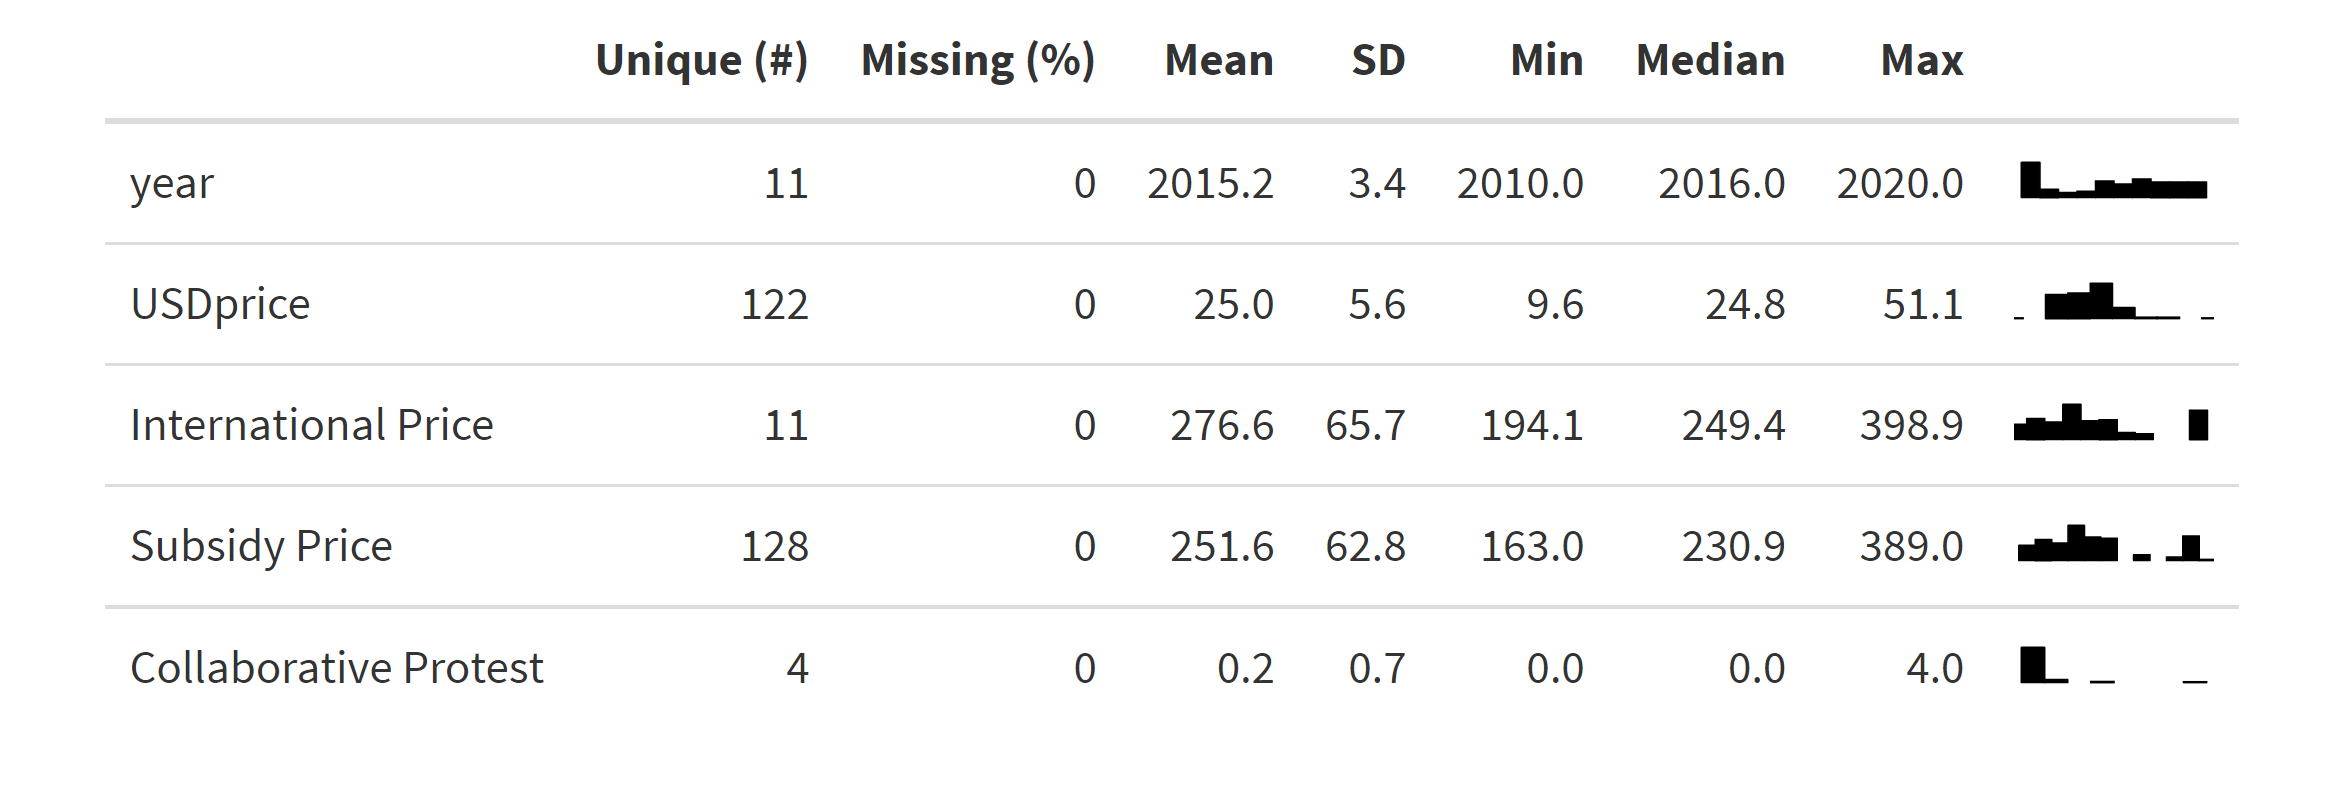 Unique (#) Missing (%) Mean SD Min Median Max
year 11 0 2015.2 3.4 2010.0 2016.0 2020.0
USDprice 122 0 25.0 5.6 9.6 24.8 51.1
International Price 11 0 276.6 65.7 194.1 249.4 398.9
Subsidy Price 128 0 251.6 62.8 163.0 230.9 389.0
Collaborative Protest 4 0 0.2 0.7 0.0 0.0 4.0